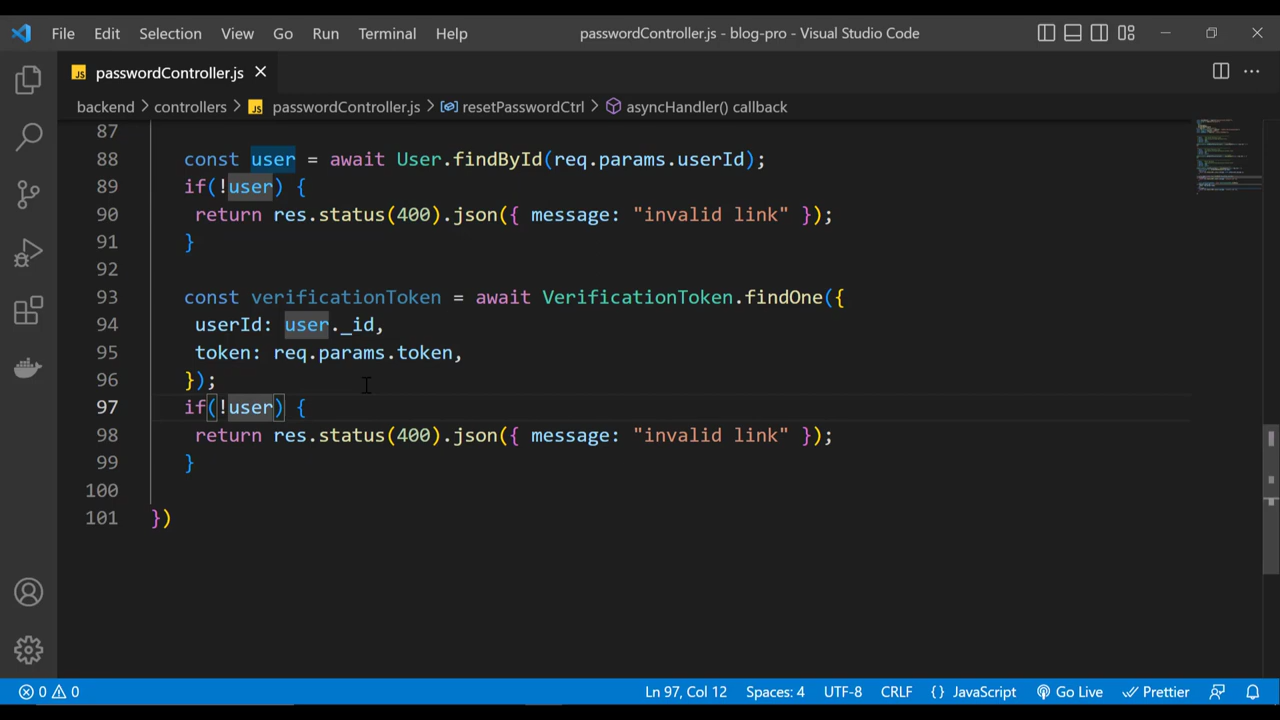 File Edit Selection View Go Run Terminal Help passwordController.js - blog-pro - Visual Studio Code
JS passwordController.js
backend > controllers > JS passwordController.js > resetPasswordCtrl > asyncHandler() callback
87
88 const user = await User.findById(req.params.userId);
89 if(!user) {
90 return res.status(400).json({ message: "invalid link" });
91 }
92
93 const verificationToken = await VerificationToken.findOne({
94 userId: user._id,
95 token: req.params.token,
96 });
97 if(!user) {
98 return res.status(400).json({ message: "invalid link" });
99 }
100
101 })
0 0 Ln 97, Col 12 Spaces: 4 UTF-8 CRLF {} JavaScript Go Live Prettier